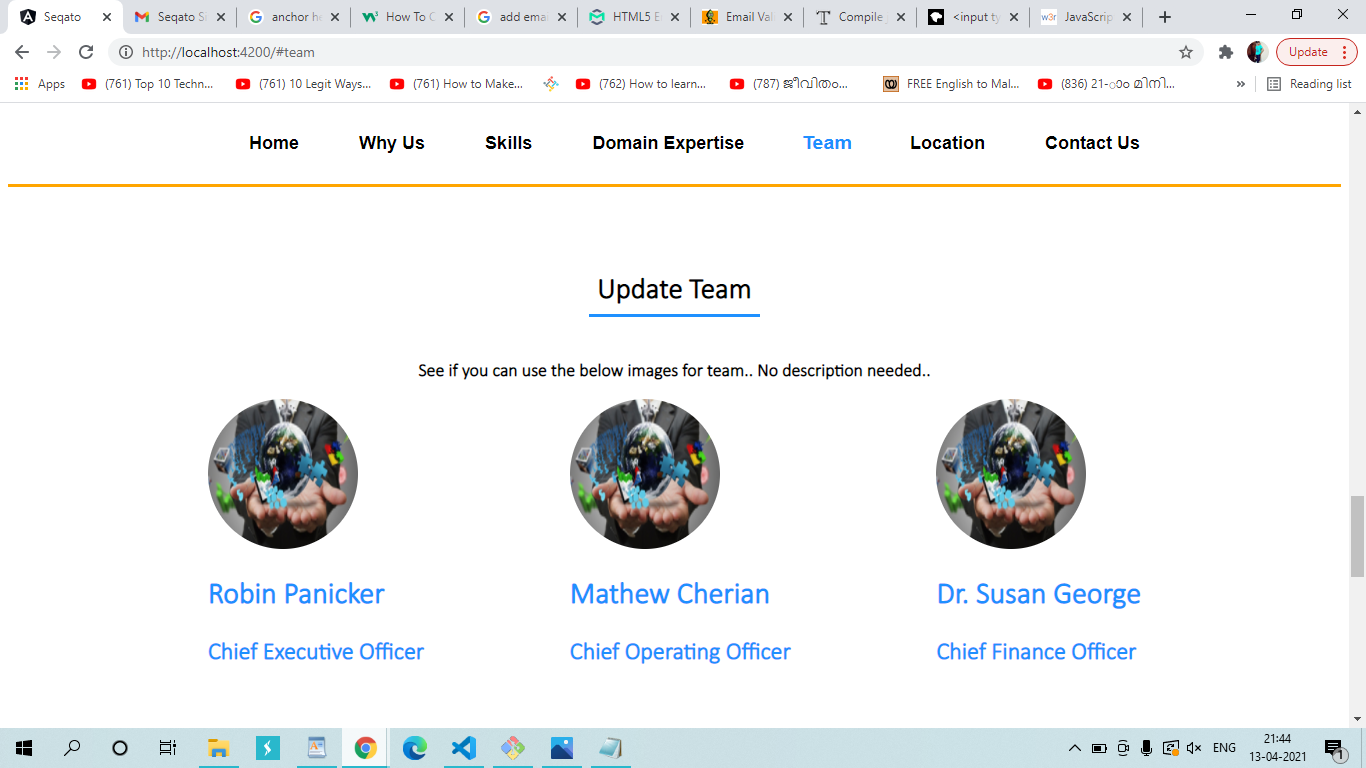 Seqato
Seqato Si
anchor he
How To C
add emai
HTML5 E
Email Val
Compile J
<input ty
JavaScrip
http://localhost:4200/#team
Update
Apps
(761) Top 10 Techn...
(761) 10 Legit Ways...
(761) How to Make...
(762) How to learn...
(787) ജീവിതം...
FREE English to Mal...
(836) 21-ാം മിനി...
»
Reading list
Home
Why Us
Skills
Domain Expertise
Team
Location
Contact Us
Update Team
See if you can use the below images for team.. No description needed..
Robin Panicker
Mathew Cherian
Dr. Susan George
Chief Executive Officer
Chief Operating Officer
Chief Finance Officer
ENG
21:44
13-04-2021
1